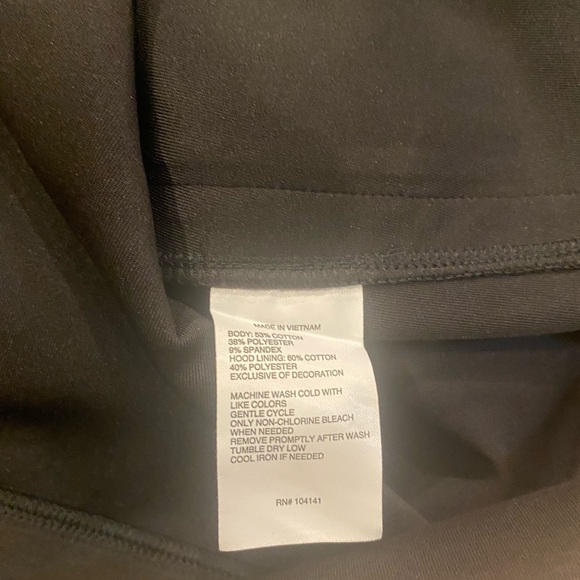 MADE IN VIETNAM
BODY: 53% COTTON
38% POLYESTER
9% SPANDEX
HOOD LINING: 60% COTTON
40% POLYESTER
EXCLUSIVE OF DECORATION
MACHINE WASH COLD WITH
LIKE COLORS
GENTLE CYCLE
ONLY NON-CHLORINE BLEACH
WHEN NEEDED
REMOVE PROMPTLY AFTER WASH
TUMBLE DRY LOW
COOL IRON IF NEEDED
RN# 104141